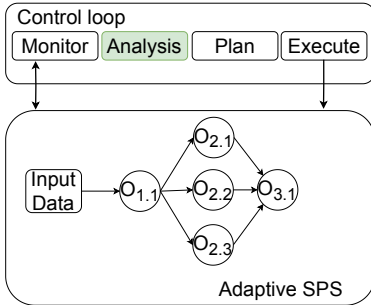 Control loop
Monitor Analysis Plan Execute
O2.1
Input
Data
O1.1 O2.2 O3.1
O2.3
Adaptive SPS